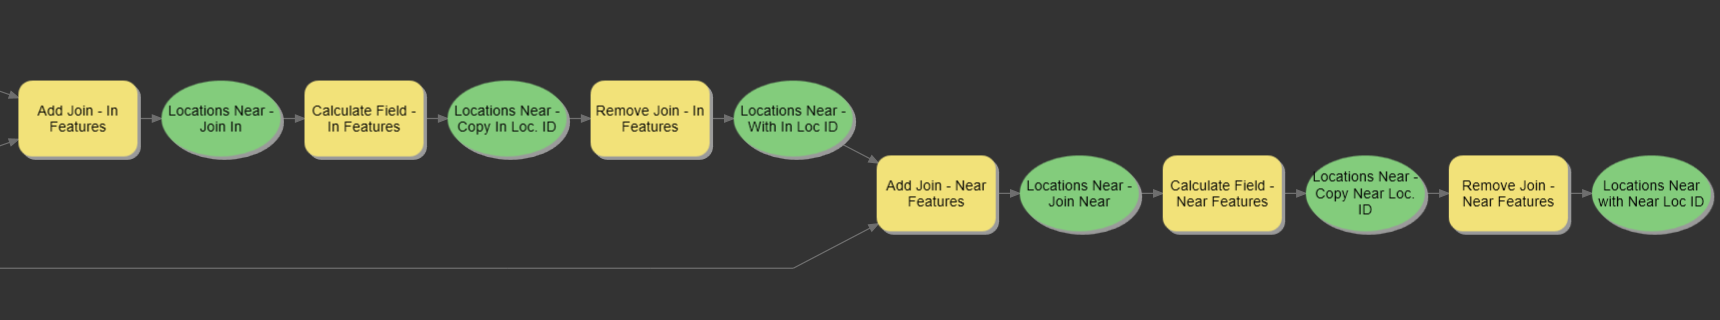 Add Join - In
Features
Locations Near -
Join In
Calculate Field -
In Features
Locations Near -
Copy In Loc. ID
Remove Join - In
Features
Locations Near -
With In Loc ID
Add Join - Near
Features
Locations Near -
Join Near
Calculate Field -
Near Features
Locations Near -
Copy Near Loc.
ID
Remove Join -
Near Features
Locations Near
with Near Loc ID